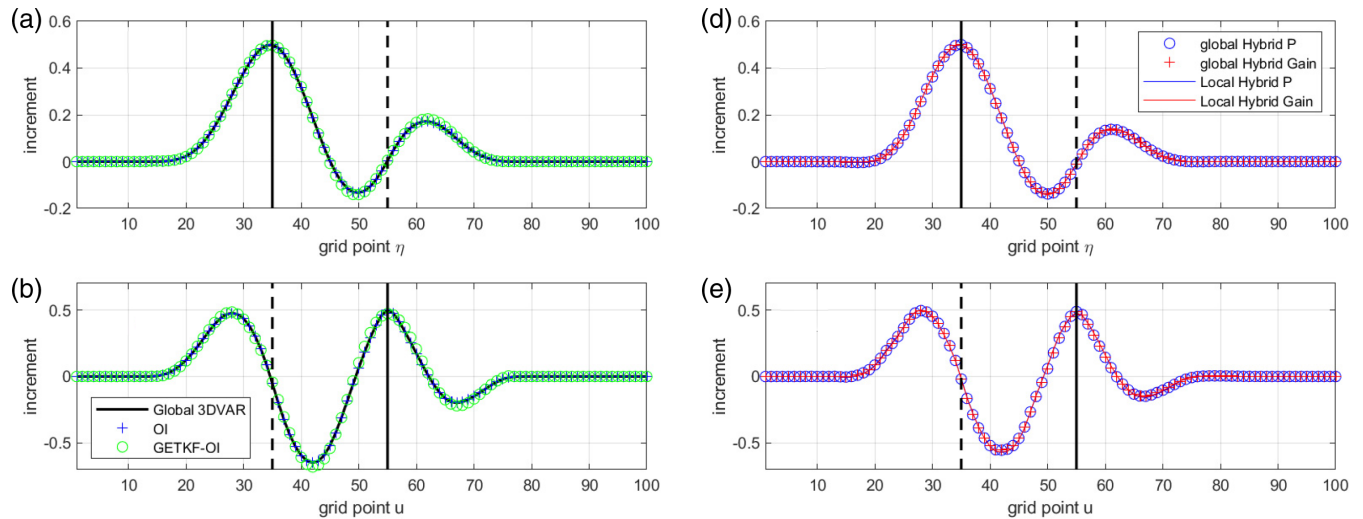 (a)
0.6
0.4
0.2
0
-0.2
increment
10 20 30 40 50 60 70 80 90 100
grid point η
(d)
0.6
0.4
0.2
0
-0.2
increment
global Hybrid P
global Hybrid Gain
Local Hybrid P
Local Hybrid Gain
10 20 30 40 50 60 70 80 90 100
grid point η
(b)
0.5
0
-0.5
increment
Global 3DVAR
OI
GETKF-OI
10 20 30 40 50 60 70 80 90 100
grid point u
(e)
0.5
0
-0.5
increment
10 20 30 40 50 60 70 80 90 100
grid point u